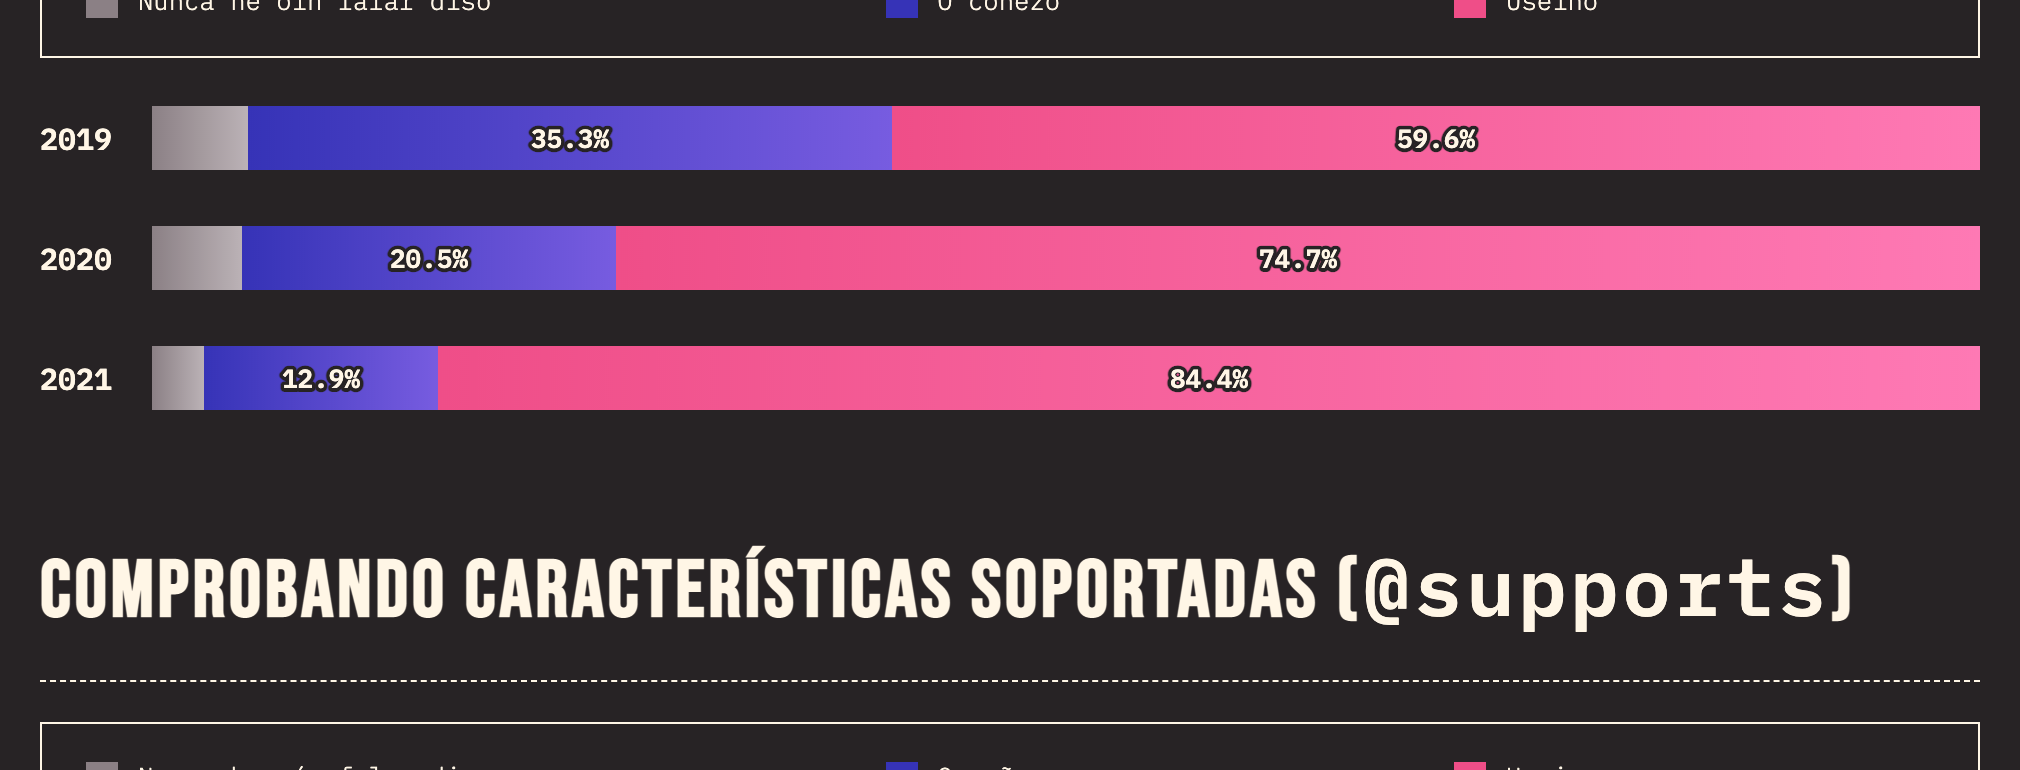 2019 35.3% 59.6%
2020 20.5% 74.7%
2021 12.9% 84.4%
COMPROBANDO CARACTERÍSTICAS SOPORTADAS (@supports)